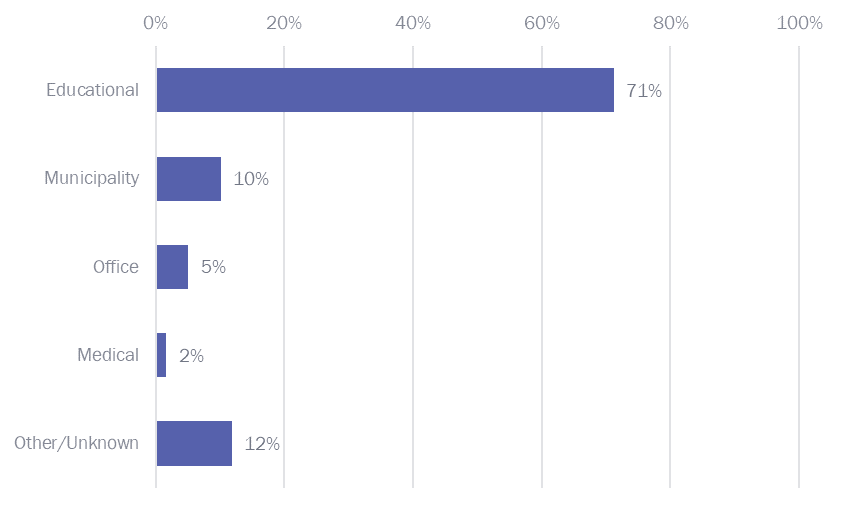 0% 20% 40% 60% 80% 100%
Educational 71%
Municipality 10%
Office 5%
Medical 2%
Other/Unknown 12%